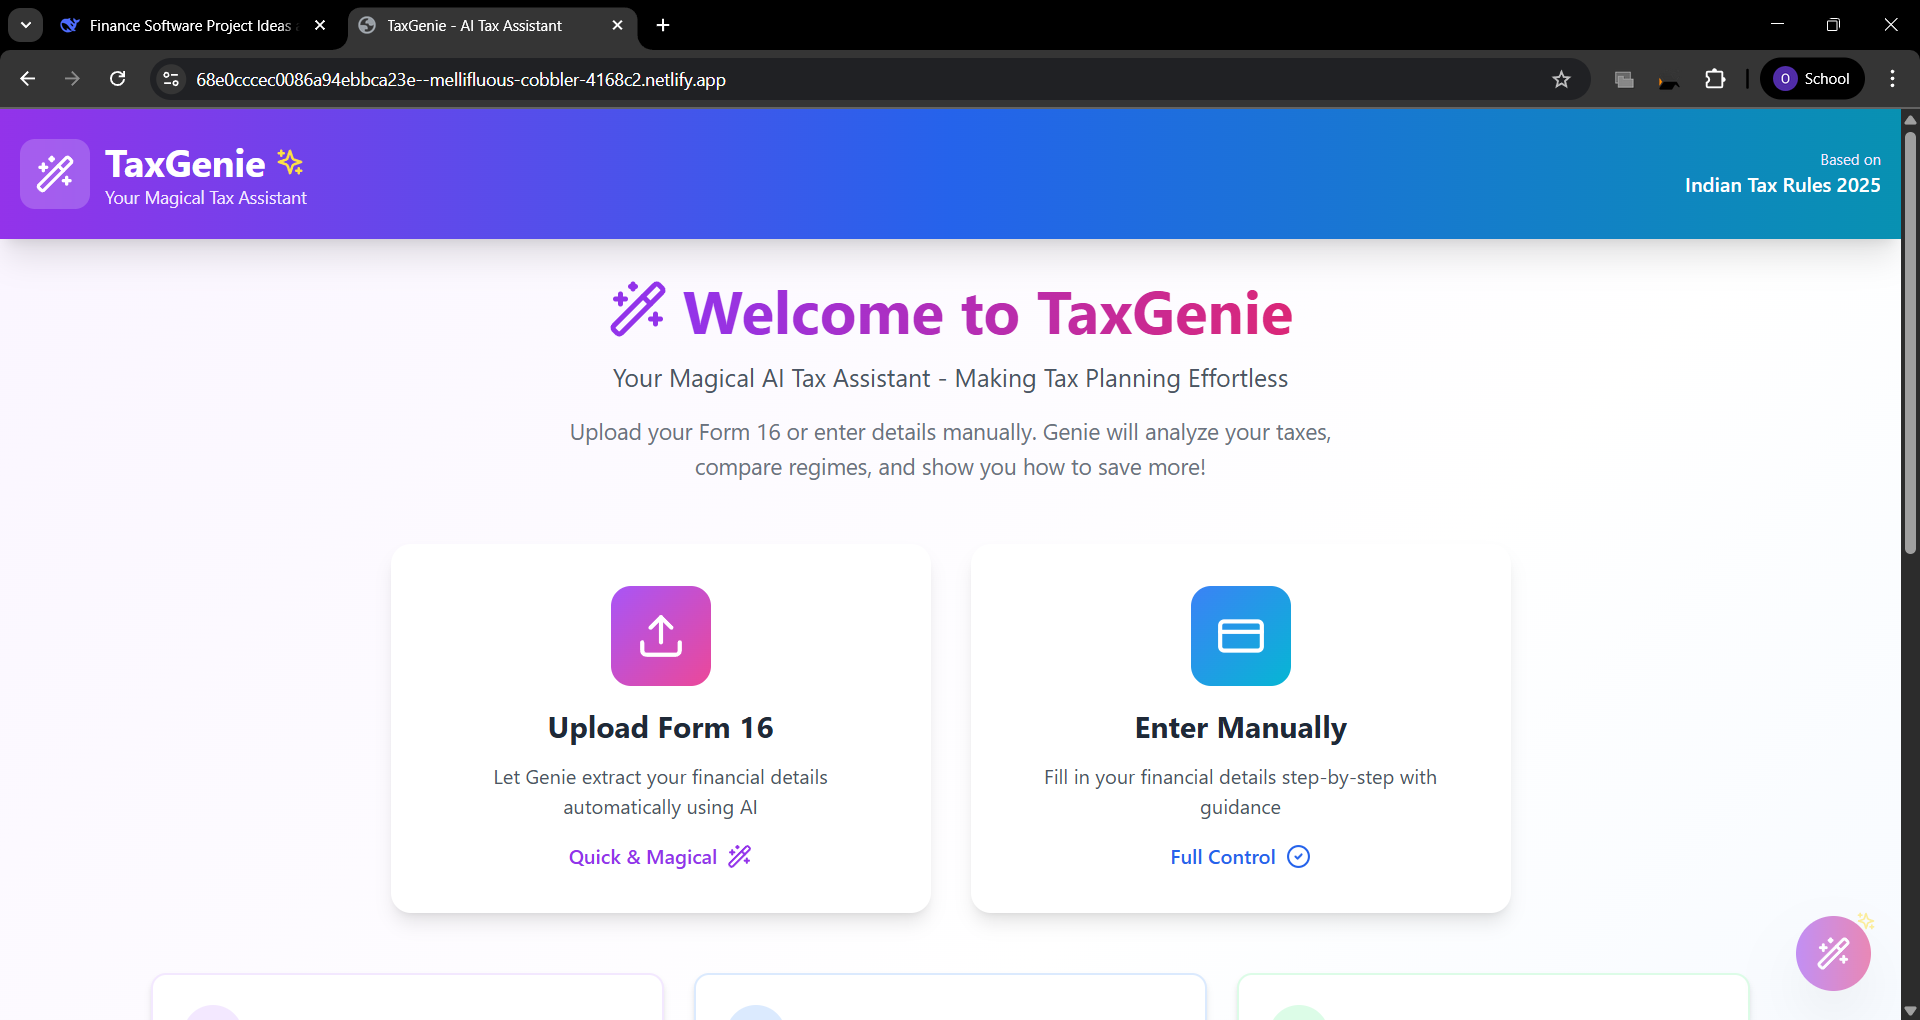 Finance Software Project Ideas
TaxGenie - AI Tax Assistant
68e0cccec0086a94ebbca23e--mellifluous-cobbler-4168c2.netlify.app
O
School
TaxGenie
Your Magical Tax Assistant
Based on
Indian Tax Rules 2025
Welcome to TaxGenie
Your Magical AI Tax Assistant - Making Tax Planning Effortless
Upload your Form 16 or enter details manually. Genie will analyze your taxes,
compare regimes, and show you how to save more!
Upload Form 16
Let Genie extract your financial details
automatically using AI
Quick & Magical
Enter Manually
Fill in your financial details step-by-step with
guidance
Full Control